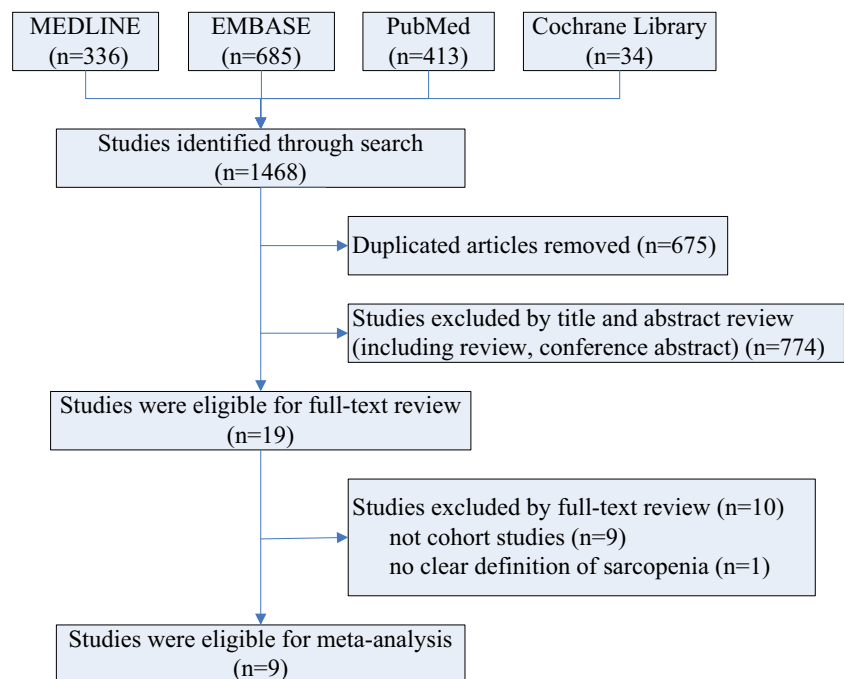 MEDLINE
(n=336)
EMBASE
(n=685)
PubMed
(n=413)
Cochrane Library
(n=34)
Studies identified through search
(n=1468)
Duplicated articles removed (n=675)
Studies excluded by title and abstract review
(including review, conference abstract) (n=774)
Studies were eligible for full-text review
(n=19)
Studies excluded by full-text review (n=10)
not cohort studies (n=9)
no clear definition of sarcopenia (n=1)
Studies were eligible for meta-analysis
(n=9)